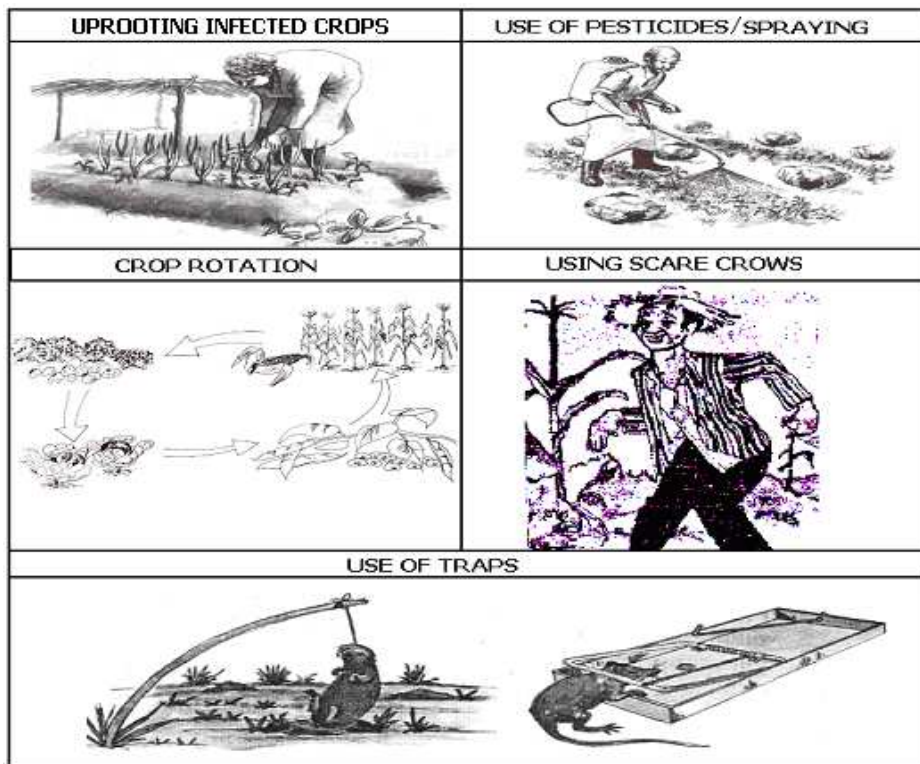 UPROOTING INFECTED CROPS
USE OF PESTICIDES/SPRAYING
CROP ROTATION
USING SCARE CROWS
USE OF TRAPS